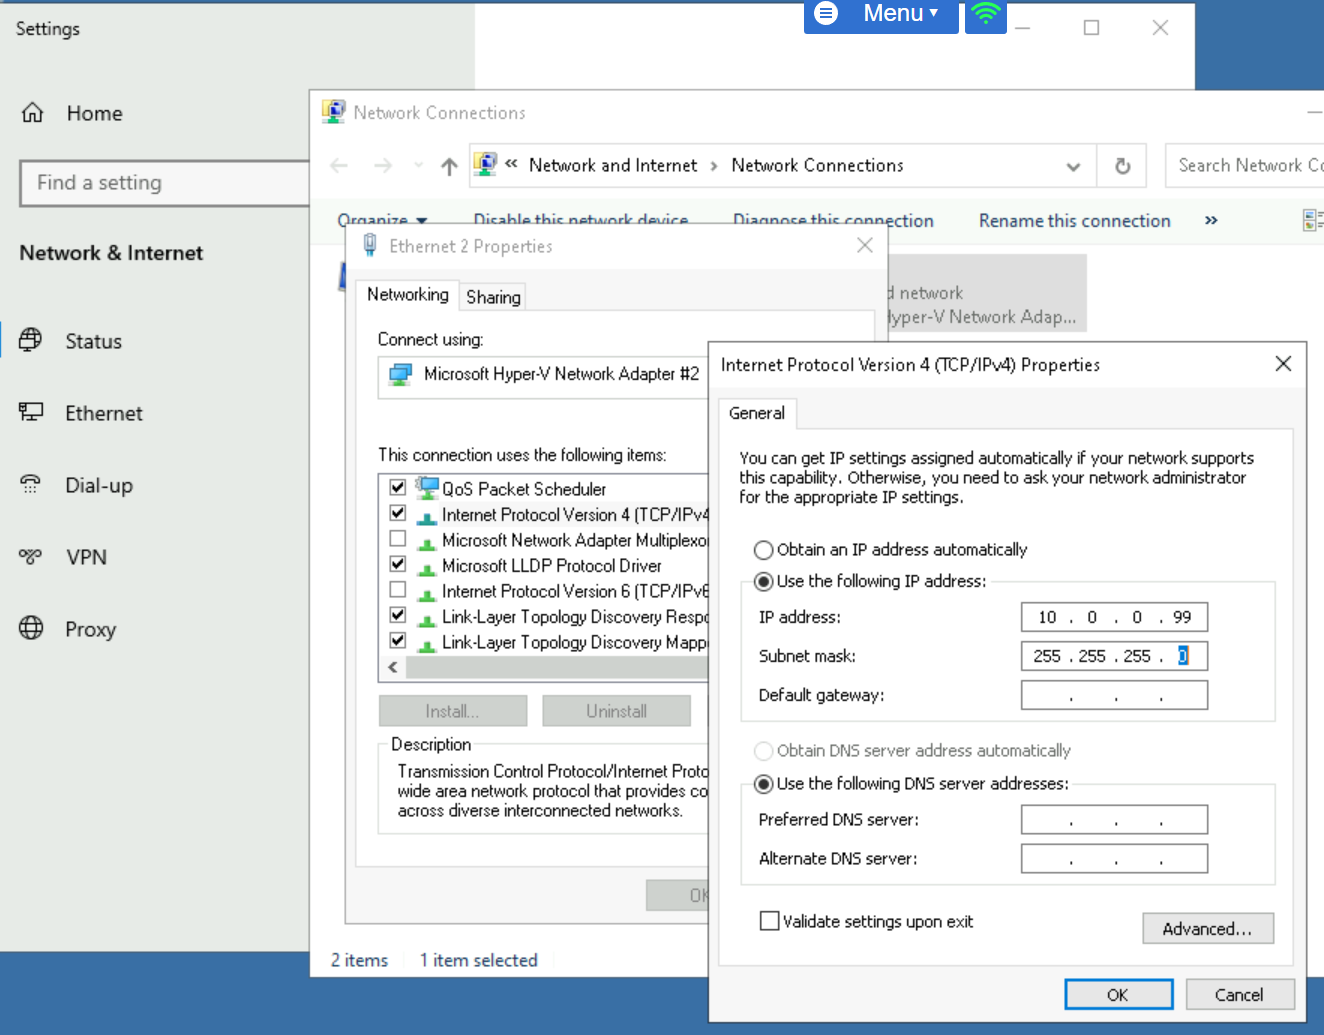 Settings
Menu
Home
Find a setting
Network & Internet
Status
Ethernet
Dial-up
VPN
Proxy
Network Connections
« Network and Internet > Network Connections
Search Network
Organize Disable this network device Diagnose this connection Rename this connection »
d network
Hyper-V Network Adap...
2 items 1 item selected
Ethernet 2 Properties
Networking Sharing
Connect using:
Microsoft Hyper-V Network Adapter #2
This connection uses the following items:
QoS Packet Scheduler
Internet Protocol Version 4 (TCP/IPv4
Microsoft Network Adapter Multiplexo
Microsoft LLDP Protocol Driver
Internet Protocol Version 6 (TCP/IPv6
Link-Layer Topology Discovery Respo
Link-Layer Topology Discovery Mapp
Install... Uninstall
Description
Transmission Control Protocol/Internet Proto
wide area network protocol that provides co
across diverse interconnected networks.
OK
Internet Protocol Version 4 (TCP/IPv4) Properties
General
You can get IP settings assigned automatically if your network supports
this capability. Otherwise, you need to ask your network administrator
for the appropriate IP settings.
Obtain an IP address automatically
Use the following IP address:
IP address: 10 . 0 . 0 . 99
Subnet mask: 255 . 255 . 255 . 0
Default gateway: . . .
Obtain DNS server address automatically
Use the following DNS server addresses:
Preferred DNS server: . . .
Alternate DNS server: . . .
Validate settings upon exit
Advanced...
OK Cancel